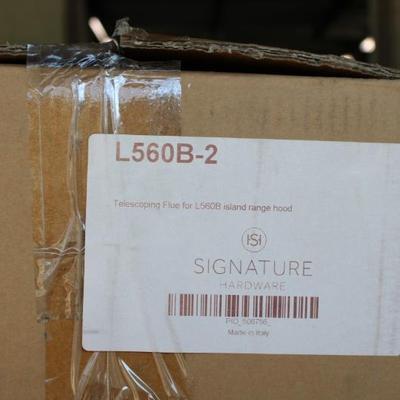 L560B-2
Telescoping Flue for L560B island range hood
SIGNATURE
HARDWARE
Made in Italy